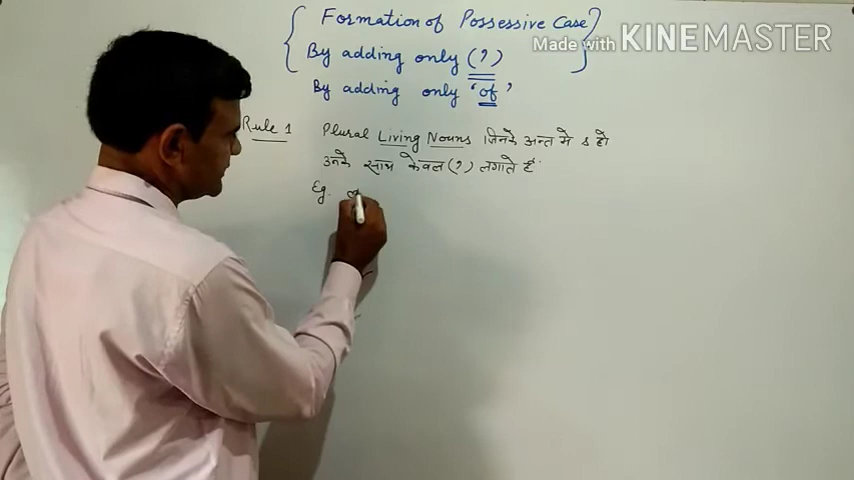 Formation of Possessive Case
Made with KINEMASTER
By adding only (')
By adding only 'of'
Rule 1 Plural Living Nouns जिनके अन्त मे s हो
उनके साथ केवल (') लगाते हैं
Eg.